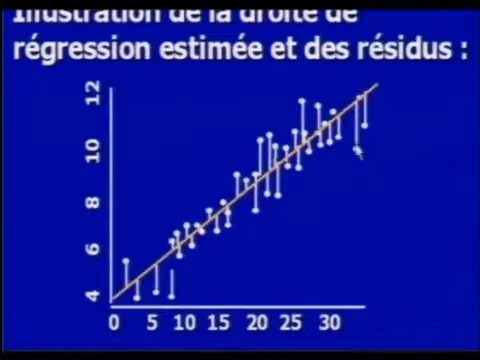 Illustration de la droite de
régression estimée et des résidus :
12
10
8
6
4
0 5 10 15 20 25 30